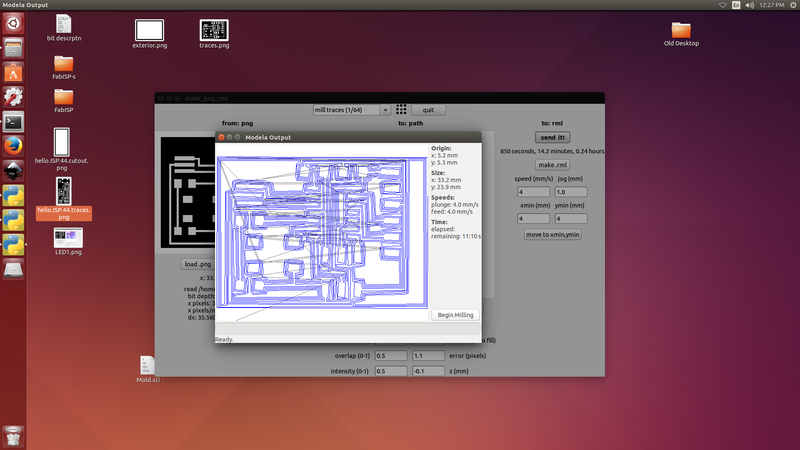 Modela Output
En
12:27 PM
bit descrptn
exterior.png
traces.png
Old Desktop
FabISP-s
FabISP
hello.ISP.44.cutout.
png
hello.ISP.44.traces.
png
LED1.png
Mold.stl
make_png_rml
mill traces (1/64)
quit
from: png
to: path
to: rml
send it!
850 seconds, 14.2 minutes, 0.24 hours
make .rml
speed (mm/s)
jog (mm)
4
1.0
xmin (mm)
ymin (mm)
4
4
move to xmin,ymin
load .png
x: 33.
read /home
bit depth:
x pixels: 3
x pixels/m
dx: 35.560
Modela Output
Origin:
x: 5.2 mm
y: 5.3 mm
Size:
x: 33.2 mm
y: 23.9 mm
Speeds:
plunge: 4.0 mm/s
feed: 4.0 mm/s
Time:
elapsed:
remaining: 11:10 s
Begin Milling
Ready.
to fill)
overlap (0-1)
0.5
1.1
error (pixels)
intensity (0-1)
0.5
-0.1
z (mm)